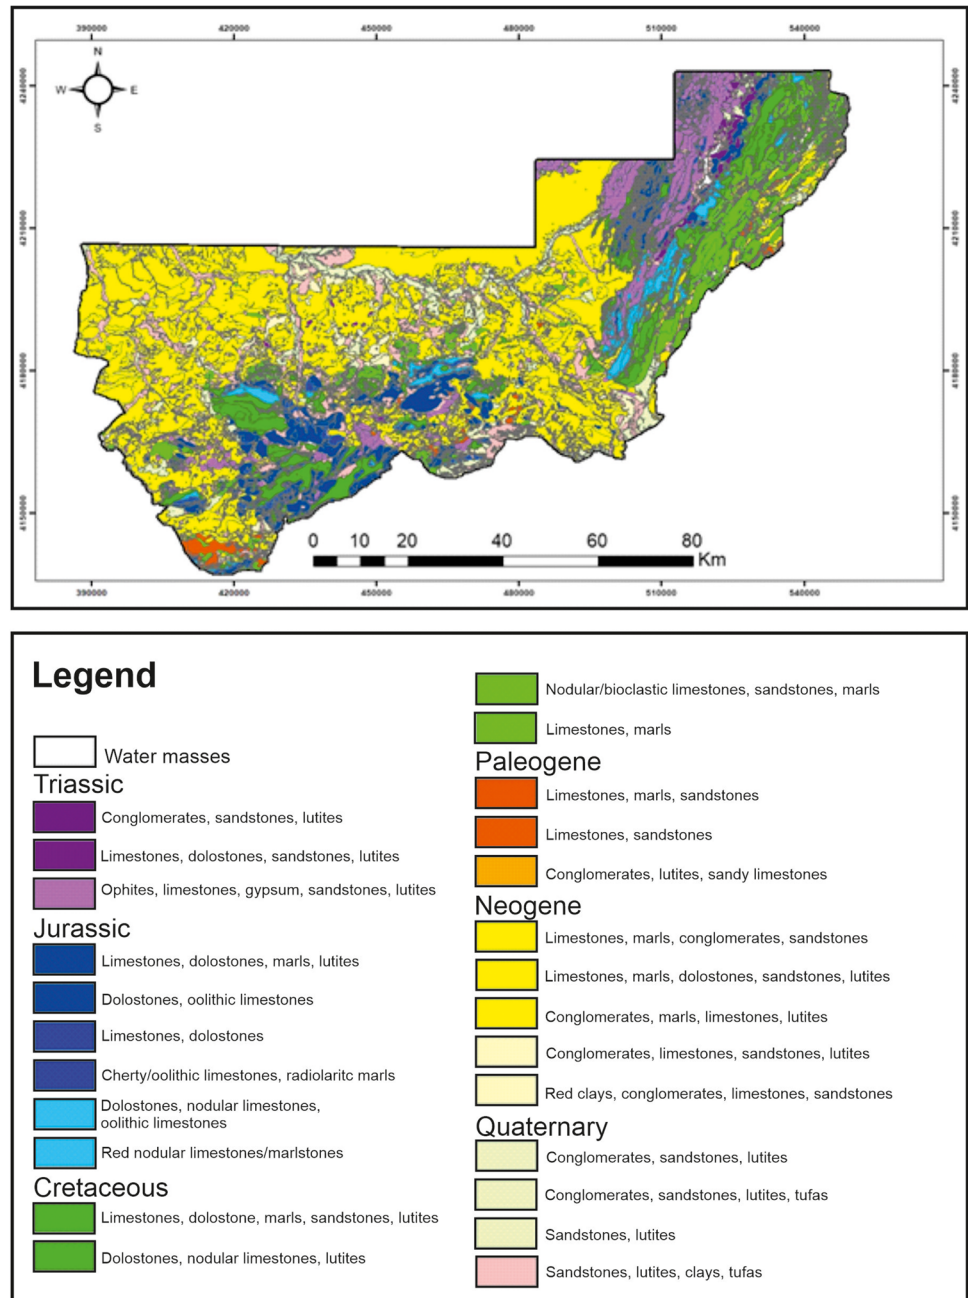 390000 420000 450000 480000 510000 540000
N
W E
S
4240000 4240000
4210000 4210000
4180000 4180000
4150000 4150000
0 10 20 40 60 80
Km
390000 420000 450000 480000 510000 540000
Legend
Water masses
Triassic
Conglomerates, sandstones, lutites
Limestones, dolostones, sandstones, lutites
Ophites, limestones, gypsum, sandstones, lutites
Jurassic
Limestones, dolostones, marls, lutites
Dolostones, oolithic limestones
Limestones, dolostones
Cherty/oolithic limestones, radiolaritc marls
Dolostones, nodular limestones,
oolithic limestones
Red nodular limestones/marlstones
Cretaceous
Limestones, dolostone, marls, sandstones, lutites
Dolostones, nodular limestones, lutites
Nodular/bioclastic limestones, sandstones, marls
Limestones, marls
Paleogene
Limestones, marls, sandstones
Limestones, sandstones
Conglomerates, lutites, sandy limestones
Neogene
Limestones, marls, conglomerates, sandstones
Limestones, marls, dolostones, sandstones, lutites
Conglomerates, marls, limestones, lutites
Conglomerates, limestones, sandstones, lutites
Red clays, conglomerates, limestones, sandstones
Quaternary
Conglomerates, sandstones, lutites
Conglomerates, sandstones, lutites, tufas
Sandstones, lutites
Sandstones, lutites, clays, tufas